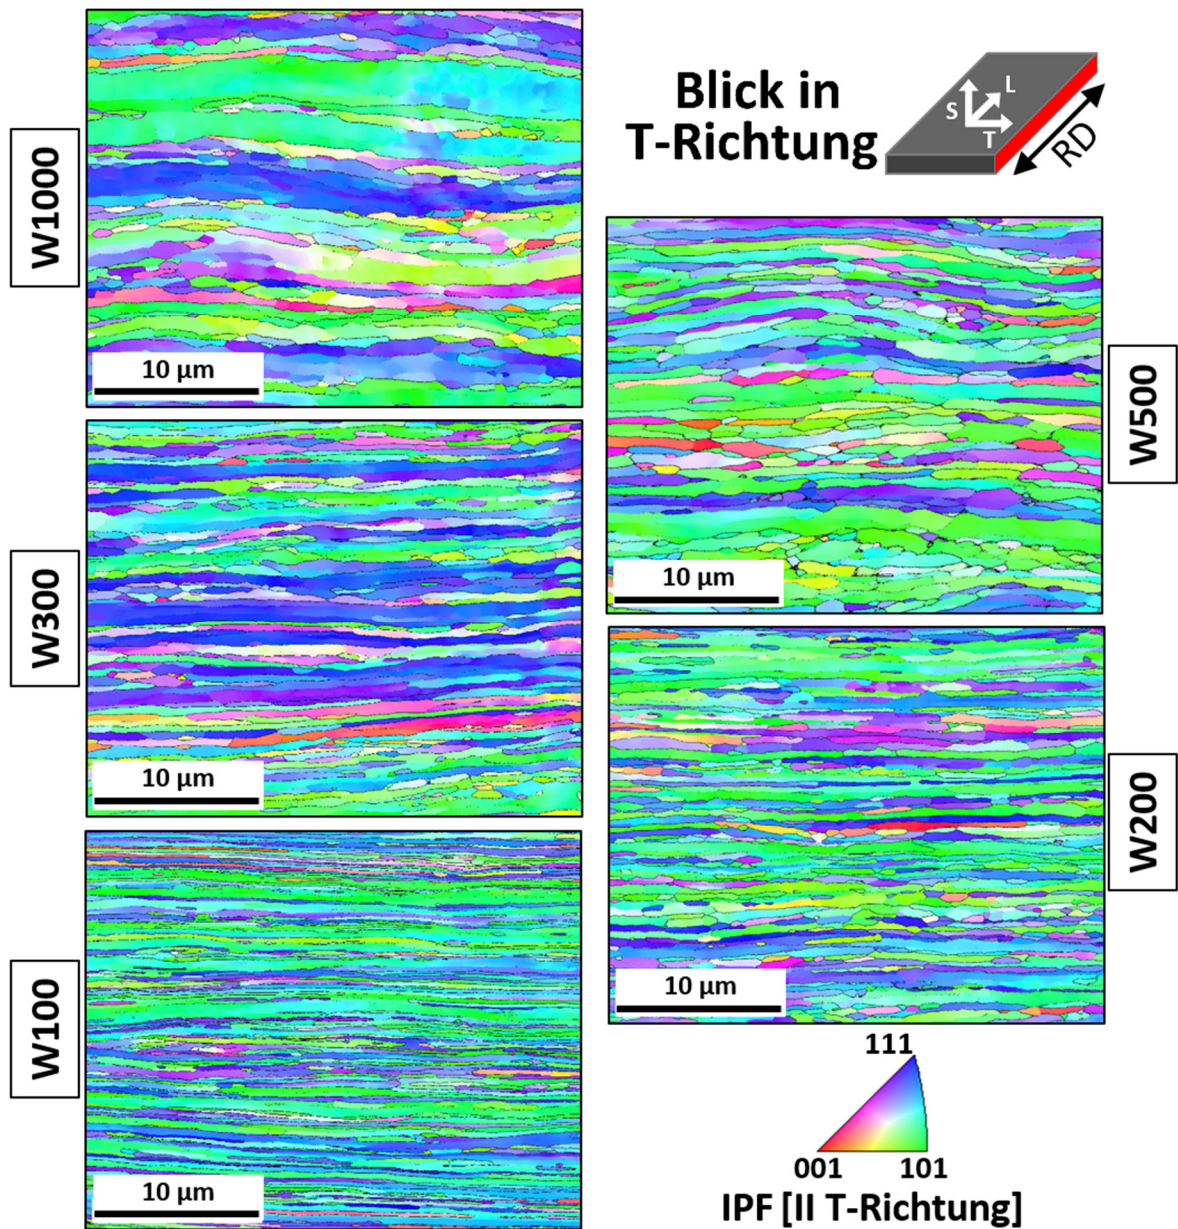 Blick in
T-Richtung
S
L
T
RD
W1000
10 µm
W500
10 µm
W300
10 µm
W200
10 µm
W100
10 µm
111
001
101
IPF [II T-Richtung]